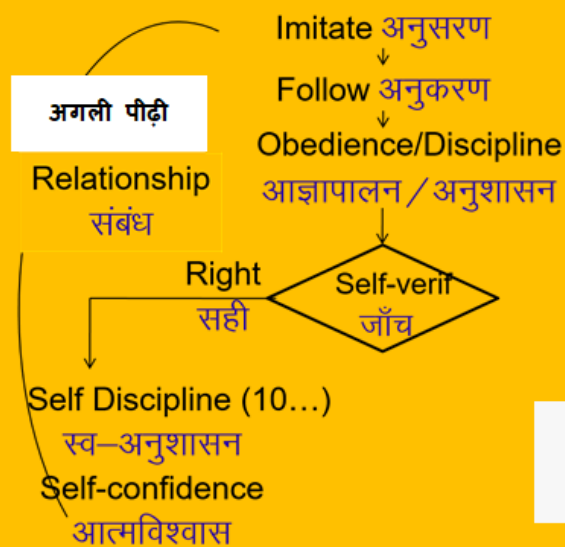 Imitate अनुसरण
Follow अनुकरण
अगली पीढ़ी
Obedience/Discipline
आज्ञापालन / अनुशासन
Relationship
संबंध
Right
सही
Self-verif
जाँच
Self Discipline (10...)
स्व–अनुशासन
Self-confidence
आत्मविश्वास